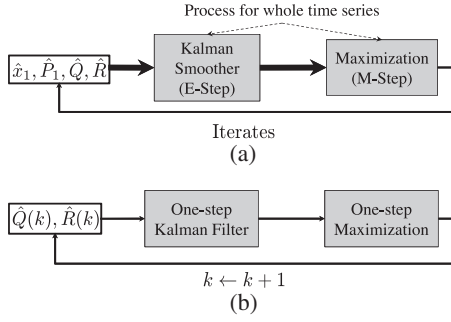 Process for whole time series
Kalman
Smoother
(E-Step)
Maximization
(M-Step)
x̂₁, P̂₁, Q̂, R̂
Iterates
(a)
Q̂(k), R̂(k)
One-step
Kalman Filter
One-step
Maximization
k ← k + 1
(b)